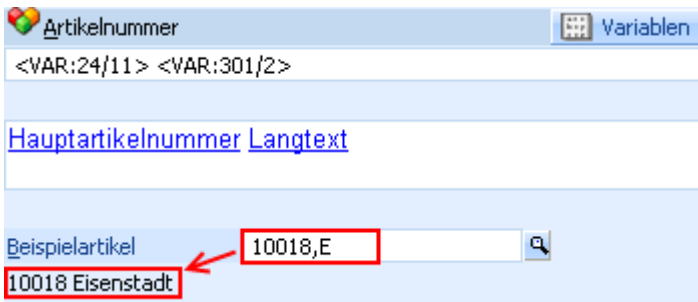 Artikelnummer Variablen
<VAR:24/11> <VAR:301/2>
Hauptartikelnummer Langtext
Beispielartikel 10018,E
10018 Eisenstadt